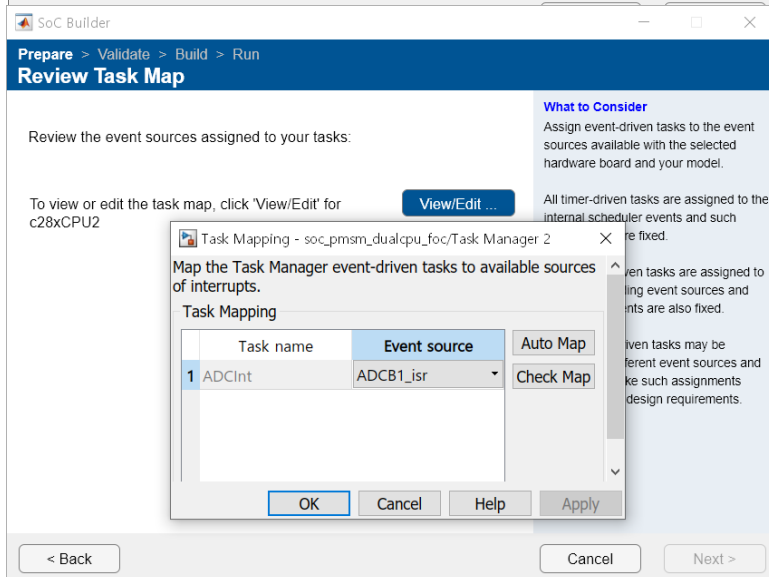 SoC Builder
Prepare > Validate > Build > Run
Review Task Map
Review the event sources assigned to your tasks:
To view or edit the task map, click 'View/Edit' for
c28xCPU2
View/Edit ...
What to Consider
Assign event-driven tasks to the event
sources available with the selected
hardware board and your model.
All timer-driven tasks are assigned to the
internal scheduler events and such
re fixed.
Task Mapping - soc_pmsm_dualcpu_foc/Task Manager 2
Map the Task Manager event-driven tasks to available sources
of interrupts.
Task Mapping
Task name
Event source
1 ADCInt
ADCB1_isr
Auto Map
Check Map
OK
Cancel
Help
Apply
tasks are assigned to
event sources and
are also fixed.
tasks may be
event sources and
such assignments
design requirements.
< Back
Cancel
Next >